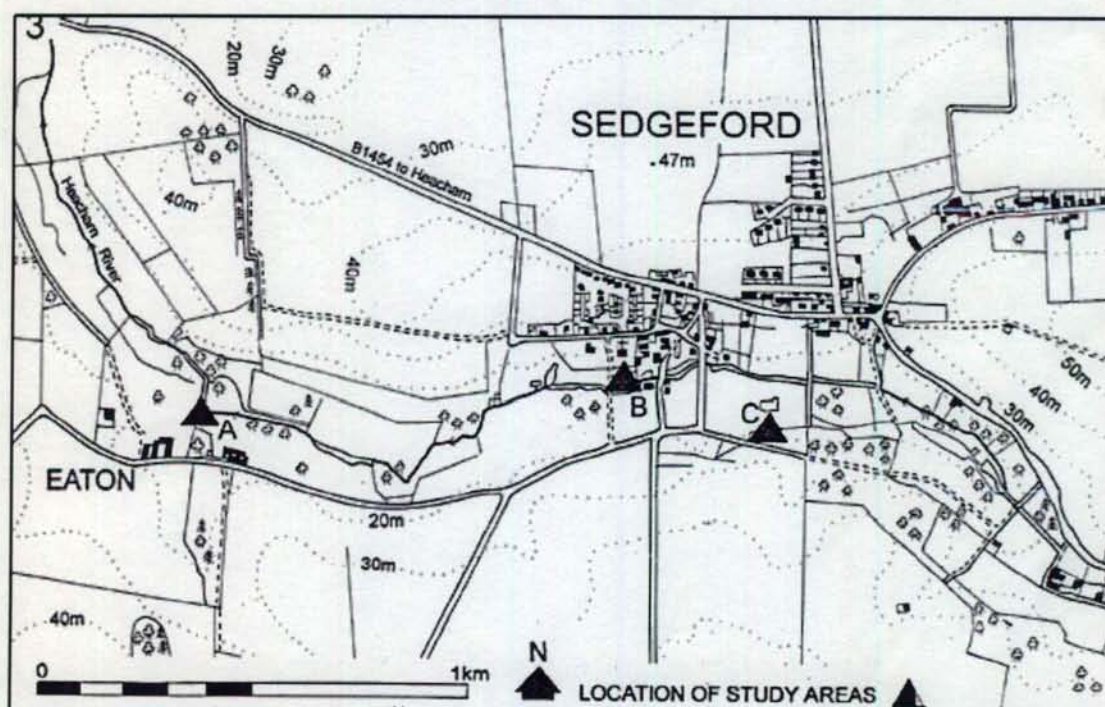 3
20m
30m
SEDGEFORD
30m
47m
B1454 to Heacham
40m
Heacham River
40m
50m
40m
30m
B
C
A
EATON
20m
30m
40m
0 1km
N
LOCATION OF STUDY AREAS